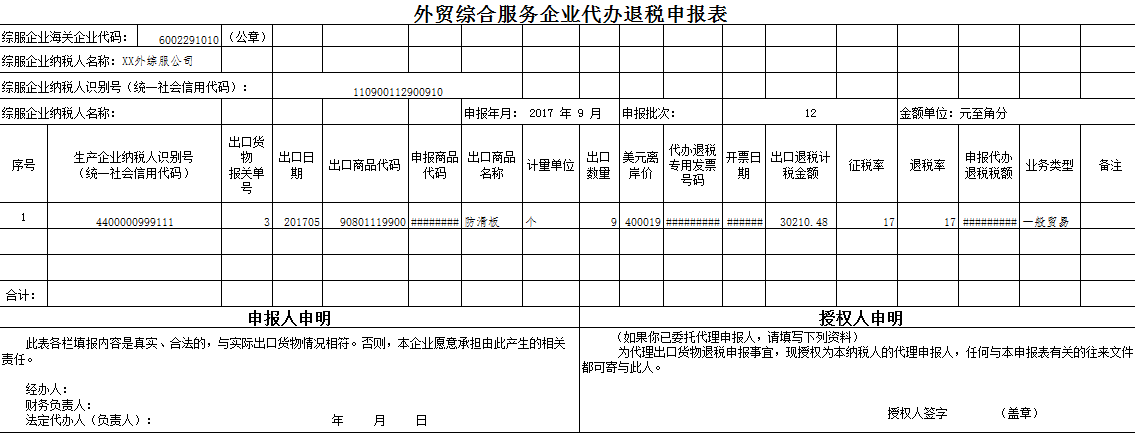 外贸综合服务企业代办退税申报表
综服企业海关企业代码: 6002291010 (公章)
综服企业纳税人名称: XX外综服公司
综服企业纳税人识别号(统一社会信用代码): 110900112900910
综服企业纳税人名称: 申报年月: 2017 年 9 月 申报批次: 12 金额单位: 元至角分
序号 生产企业纳税人识别号(统一社会信用代码) 出口货物报关单号 出口日期 出口商品代码 申报商品代码 出口商品名称 计量单位 出口数量 美元离岸价 代办退税专用发票号码 开票日期 出口退税计税金额 征税率 退税率 申报代办退税税额 业务类型 备注
1 4400000999111 3 201705 90801119900 ######## 防滑板 个 9 400019 ######### ###### 30210.48 17 17 ######### 一般贸易
合计:
申报人申明
此表各栏填报内容是真实、合法的,与实际出口货物情况相符。否则,本企业愿意承担由此产生的相关
责任。
经办人:
财务负责人:
法定代办人(负责人): 年 月 日
授权人申明
(如果你已委托代理申报人,请填写下列资料)
为代理出口货物退税申报事宜,现授权为本纳税人的代理申报人,任何与本申报表有关的往来文件
都可寄与此人。
授权人签字 (盖章)